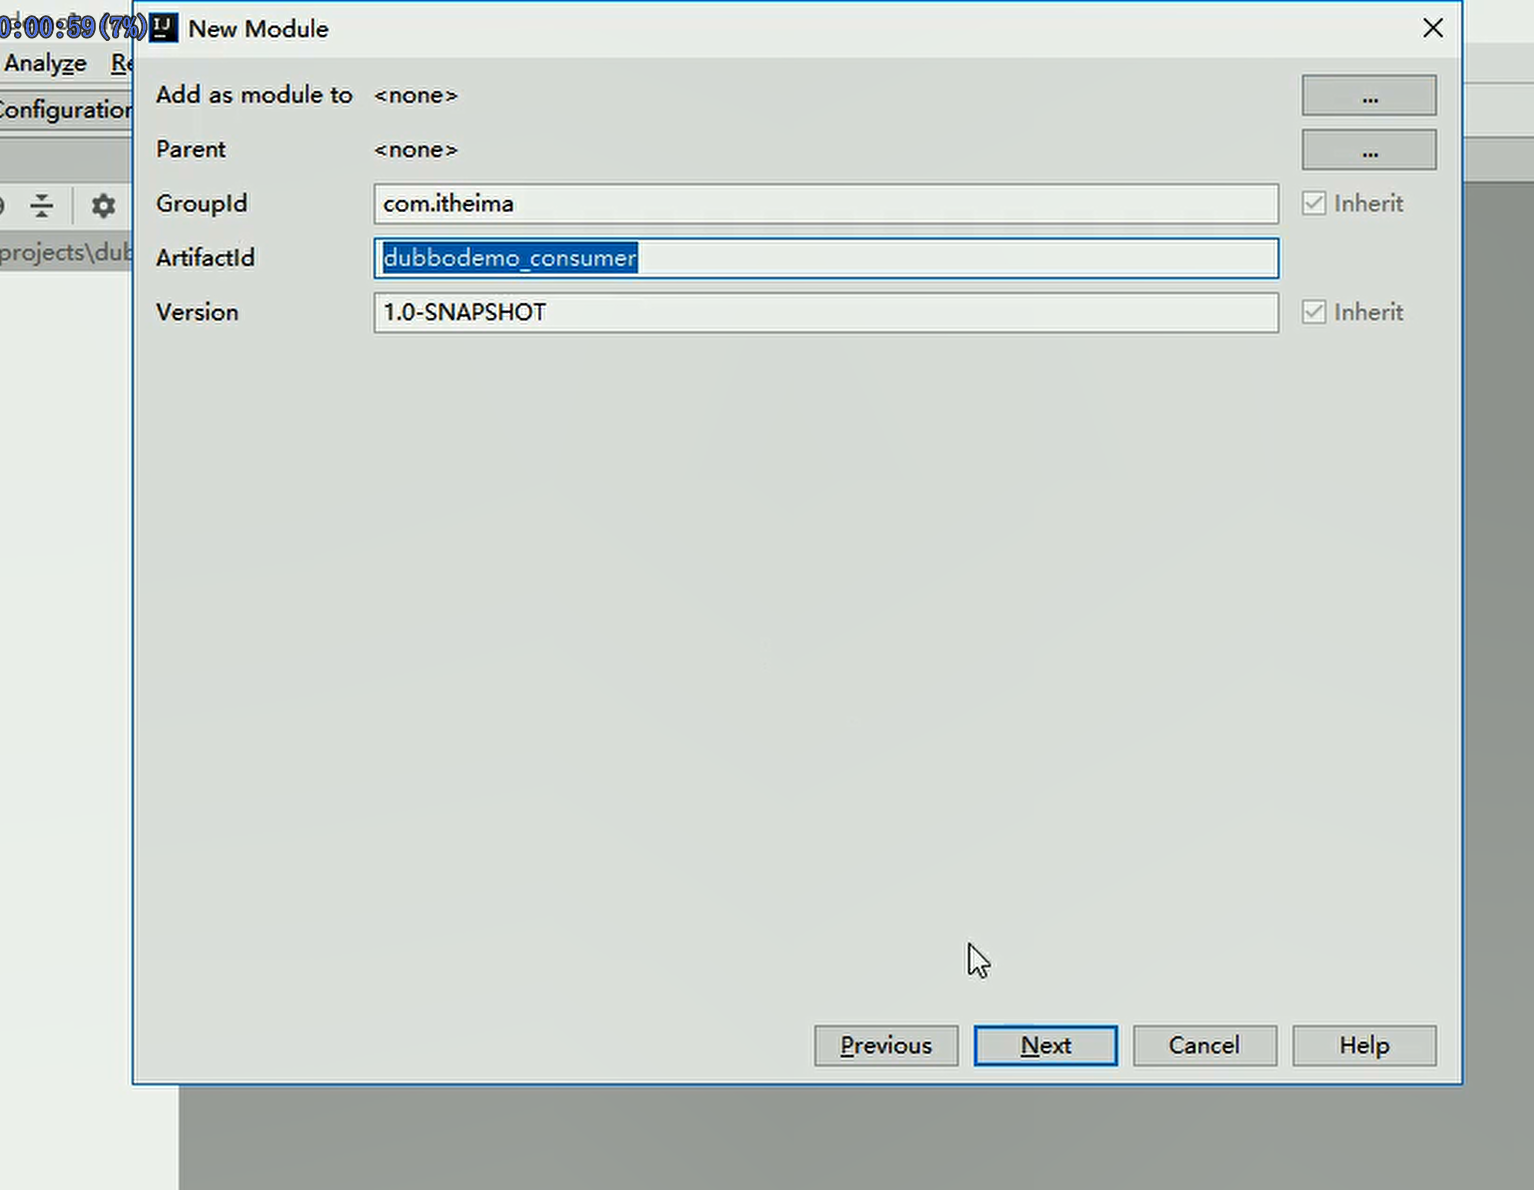 0:00:59(7%)
New Module
Analyze Re
Configuration
Add as module to <none> ...
Parent <none> ...
GroupId com.itheima Inherit
projects\dub
ArtifactId dubbodemo_consumer
Version 1.0-SNAPSHOT Inherit
Previous Next Cancel Help